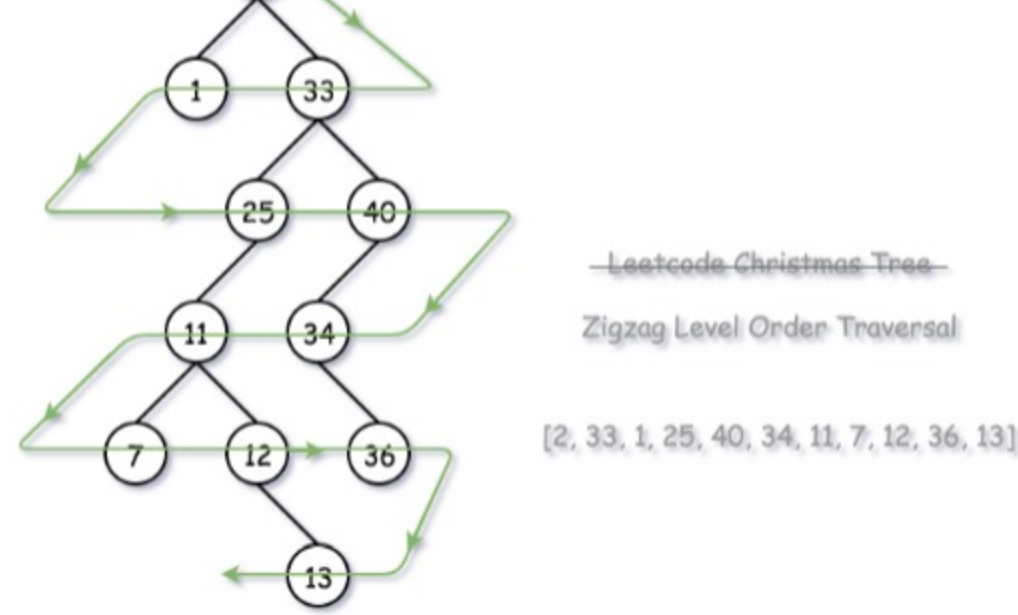 1 33
25 40
Leetcode Christmas Tree
11 34
Zigzag Level Order Traversal
[2, 33, 1, 25, 40, 34, 11, 7, 12, 36, 13]
7 12 36
13